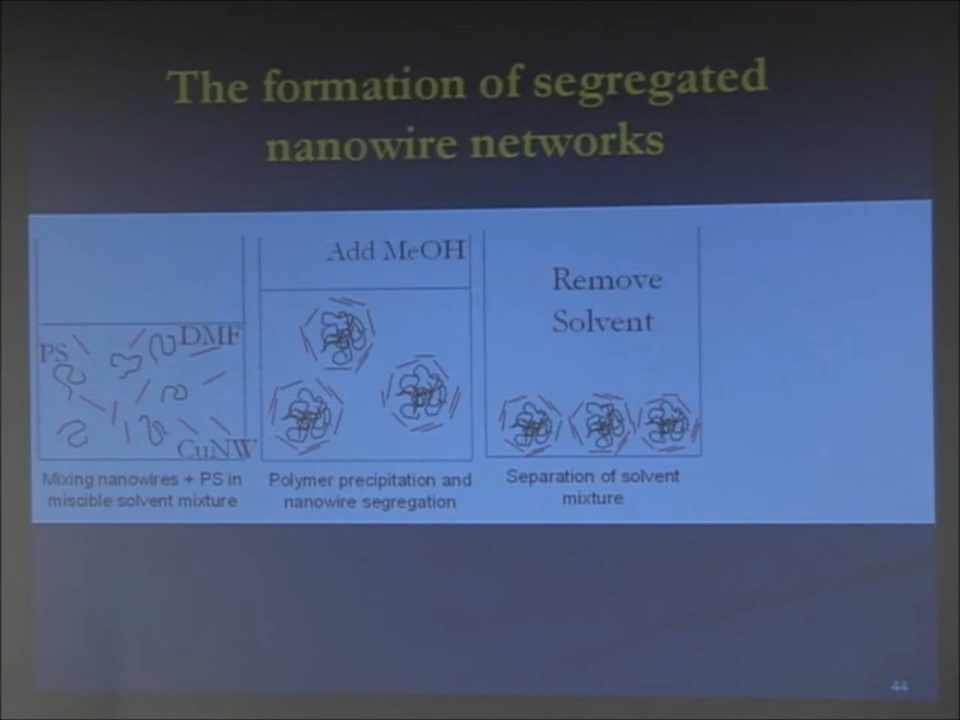 The formation of segregated
nanowire networks
PS
DMF
CuNW
Mixing nanowires + PS in
miscible solvent mixture
Add MeOH
Polymer precipitation and
nanowire segregation
Remove
Solvent
Separation of solvent
mixture
44